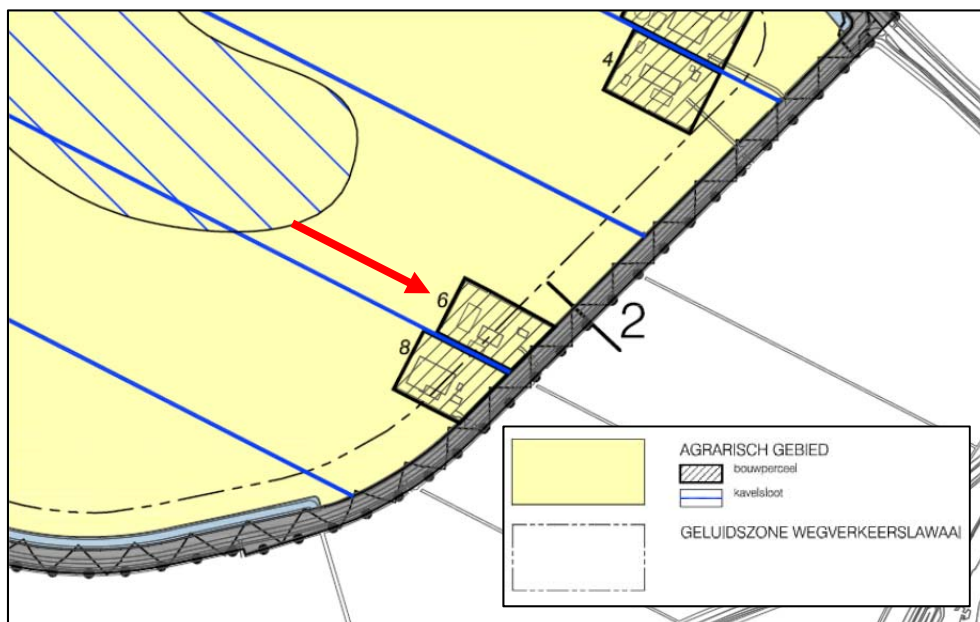 4
6
8
2
AGRARISCH GEBIED
bouwperceel
kavelsloot
GELUIDSZONE WEGVERKEERSLAWAAI